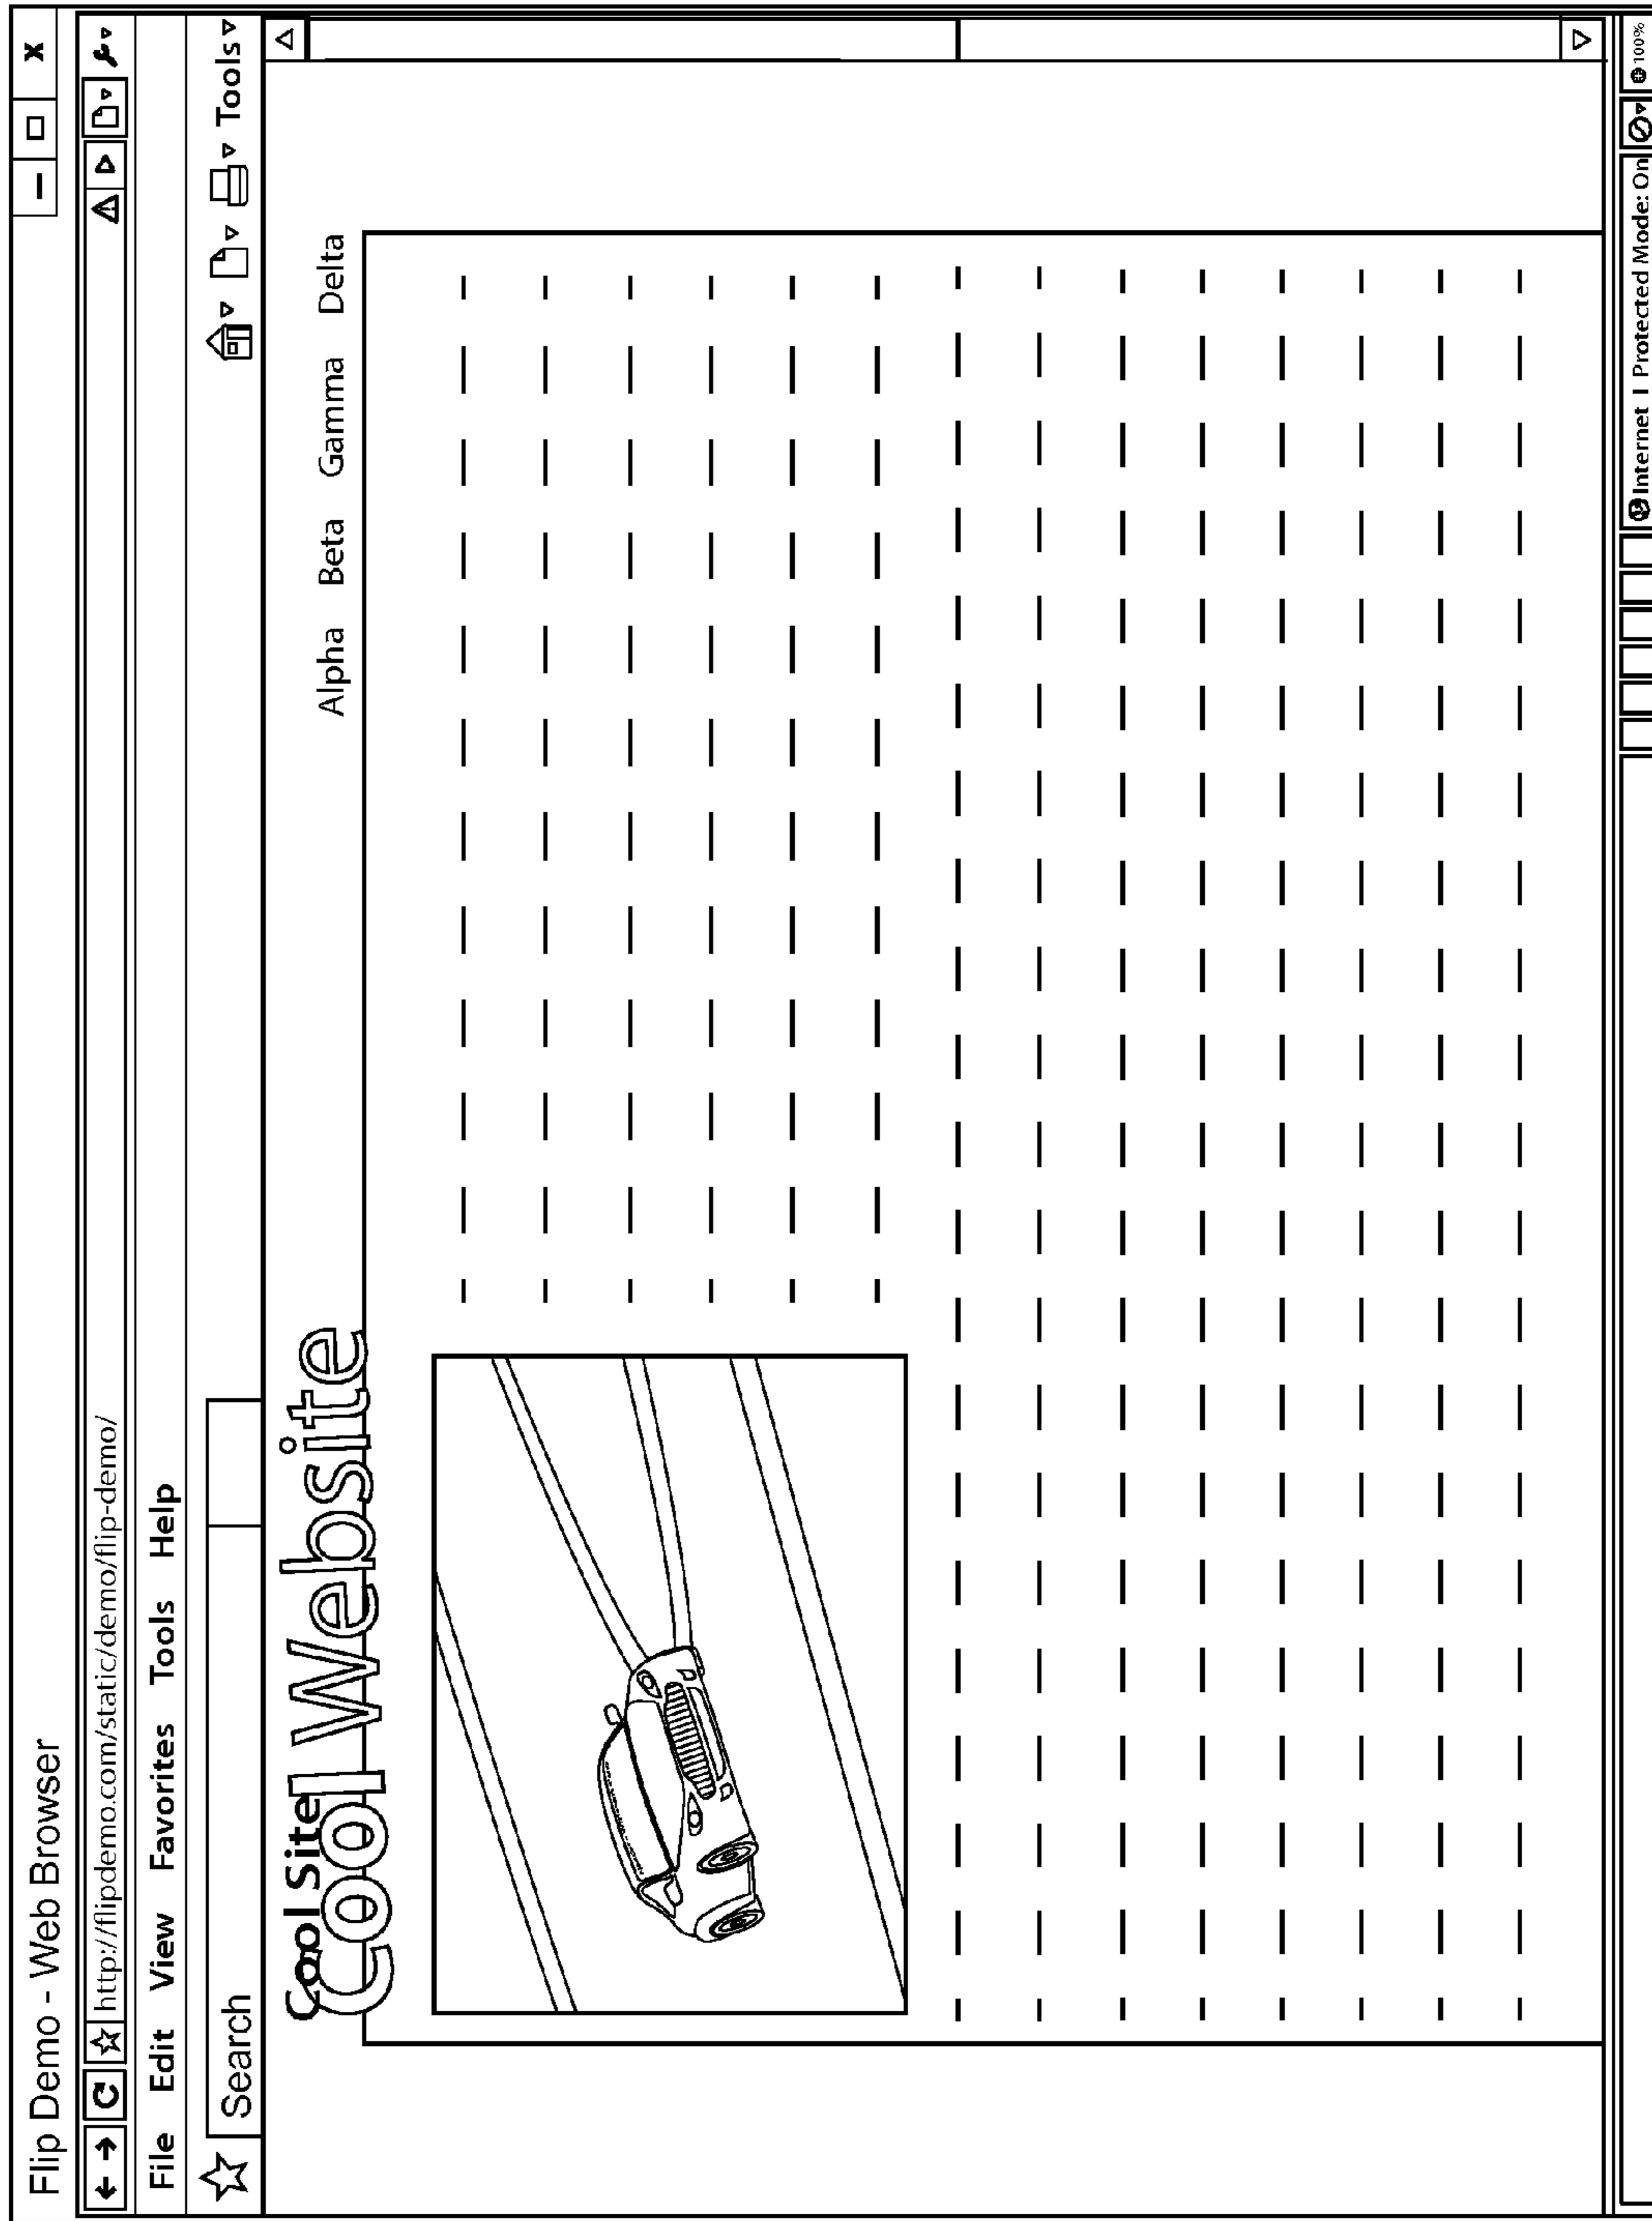 Flip Demo - Web Browser
http://flipdemo.com/static/demo/flip-demo/
File Edit View Favorites Tools Help
Search
Tools
Cool Site
Cool Website
Alpha Beta Gamma Delta
Internet | Protected Mode: On
100%